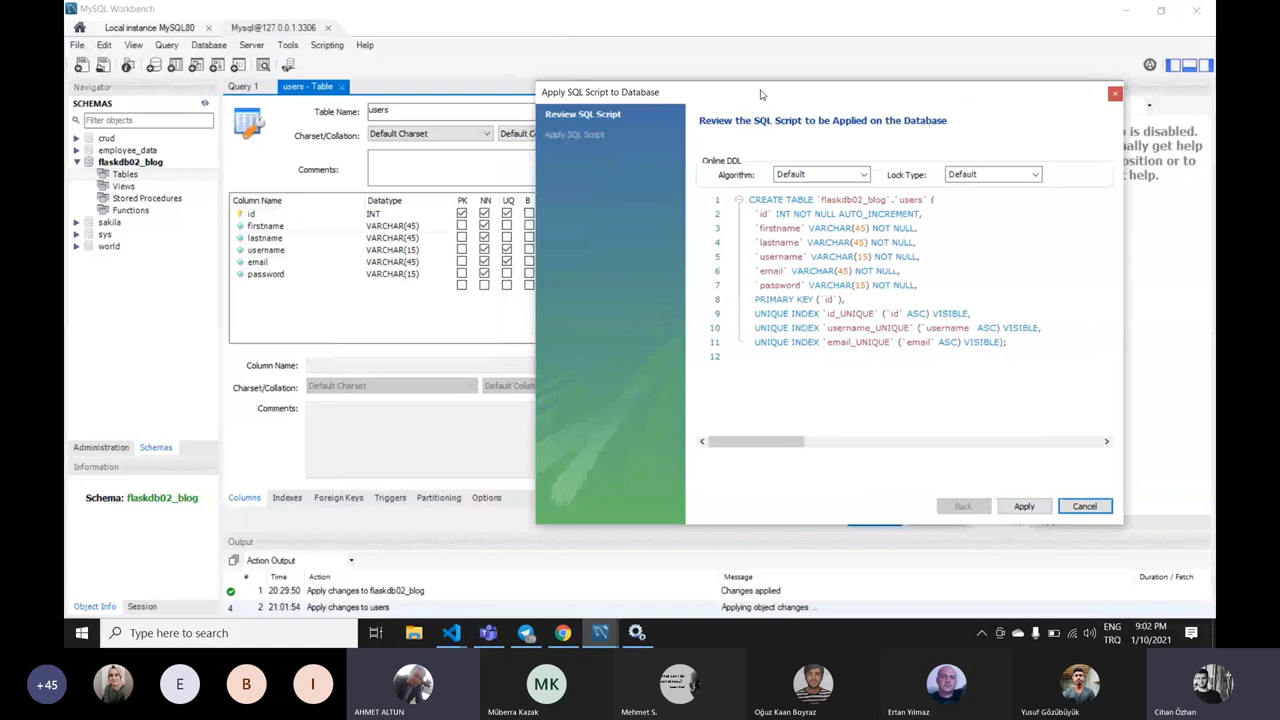 MySQL Workbench
Local instance MySQL80
Mysql@127.0.0.1:3306
File Edit View Query Database Server Tools Scripting Help
Navigator
SCHEMAS
Filter objects
crud
employee_data
flaskdb02_blog
Tables
Views
Stored Procedures
Functions
sakila
sys
world
Administration Schemas
Information
Schema: flaskdb02_blog
Object Info Session
Query 1
users - Table
Table Name: users
Charset/Collation: Default Charset Default C
Comments:
Column Name Datatype PK NN UQ B
id INT
firstname VARCHAR(45)
lastname VARCHAR(45)
username VARCHAR(15)
email VARCHAR(45)
password VARCHAR(15)
Column Name:
Charset/Collation: Default Charset Default Collat
Comments:
Columns Indexes Foreign Keys Triggers Partitioning Options
Apply SQL Script to Database
Review SQL Script
Apply SQL Script
Review the SQL Script to be Applied on the Database
Online DDL
Algorithm: Default Lock Type: Default
1 CREATE TABLE `flaskdb02_blog`.`users` (
2 `id` INT NOT NULL AUTO_INCREMENT,
3 `firstname` VARCHAR(45) NOT NULL,
4 `lastname` VARCHAR(45) NOT NULL,
5 `username` VARCHAR(15) NOT NULL,
6 `email` VARCHAR(45) NOT NULL,
7 `password` VARCHAR(15) NOT NULL,
8 PRIMARY KEY (`id`),
9 UNIQUE INDEX `id_UNIQUE` (`id` ASC) VISIBLE,
10 UNIQUE INDEX `username_UNIQUE` (`username ASC) VISIBLE,
11 UNIQUE INDEX `email_UNIQUE` (`email` ASC) VISIBLE);
12
Back Apply Cancel
is disabled.
ally get help
position or to
t help.
Output
Action Output
# Time Action Message Duration / Fetch
1 20:29:50 Apply changes to flaskdb02_blog Changes applied
4 2 21:01:54 Apply changes to users Applying object changes ...
Type here to search
ENG 9:02 PM
TRQ 1/10/2021
+45
E
B
I
AHMET ALTUN
MK
Müberra Kazak
Mehmet S.
Oğuz Kaan Boyraz
Ertan Yılmaz
Yusuf Gözübüyük
Cihan Özhan